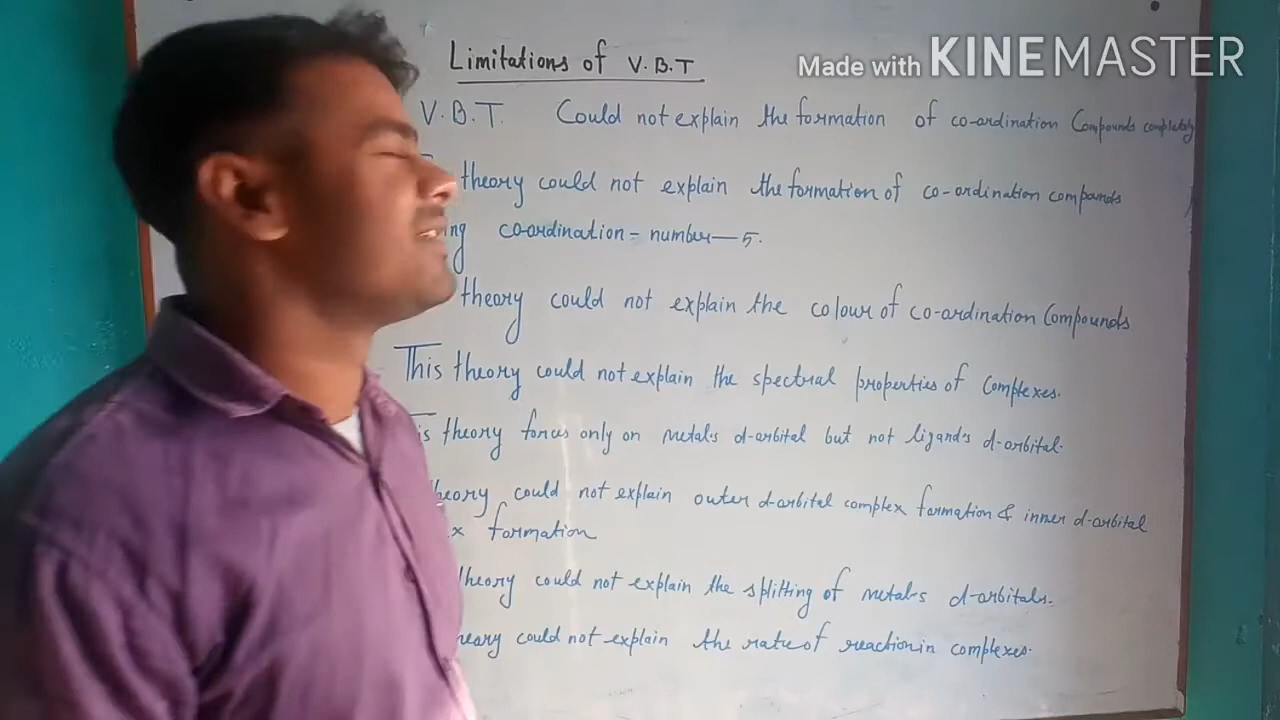 Limitations of V.B.T
Made with KINEMASTER
V.B.T. Could not explain the formation of co-ordination Compounds completely
theory could not explain the formation of co-ordination compounds
ng coordination - number - 5.
theory could not explain the colour of co-ordination Compounds
This theory could not explain the spectral properties of Complexes.
is theory forces only on metal's d-orbital but not ligand's d-orbital.
heory could not explain outer d-orbital complex formation & inner d-orbital
x formation
theory could not explain the splitting of metal-s d-orbitals.
heory could not explain the rate of reaction in complexes.